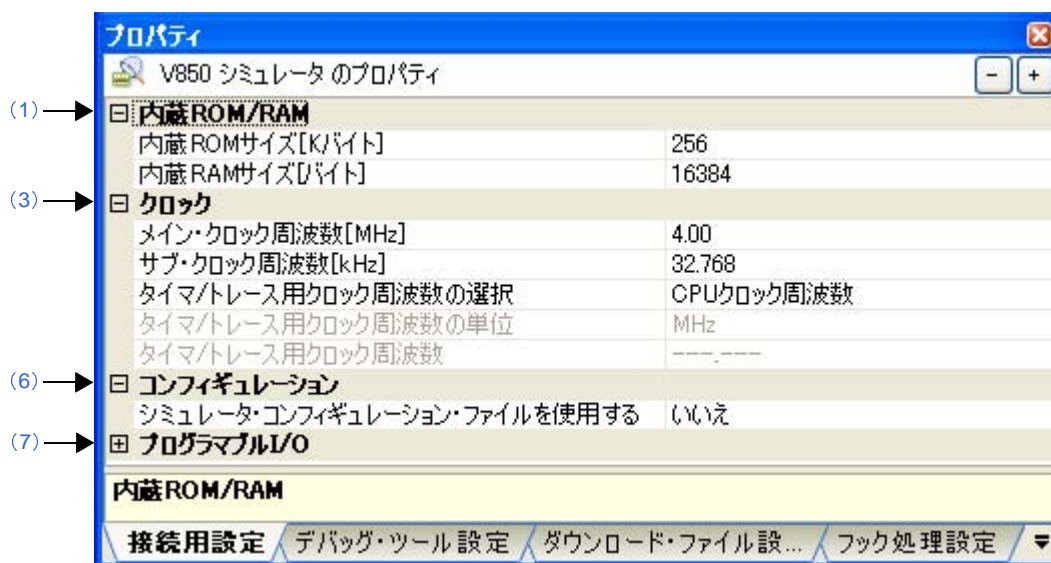 プロパティ
V850 シミュレータ のプロパティ
(1) 内蔵ROM/RAM
内蔵ROMサイズ[Kバイト] 256
内蔵RAMサイズ[バイト] 16384
(3) クロック
メイン・クロック周波数[MHz] 4.00
サブ・クロック周波数[kHz] 32.768
タイマ/トレース用クロック周波数の選択 CPUクロック周波数
タイマ/トレース用クロック周波数の単位 MHz
タイマ/トレース用クロック周波数 ---.---
(6) コンフィギュレーション
シミュレータ・コンフィギュレーション・ファイルを使用する いいえ
(7) プログラマブルI/O
内蔵ROM/RAM
接続用設定 デバッグ・ツール設定 ダウンロード・ファイル設... フック処理設定